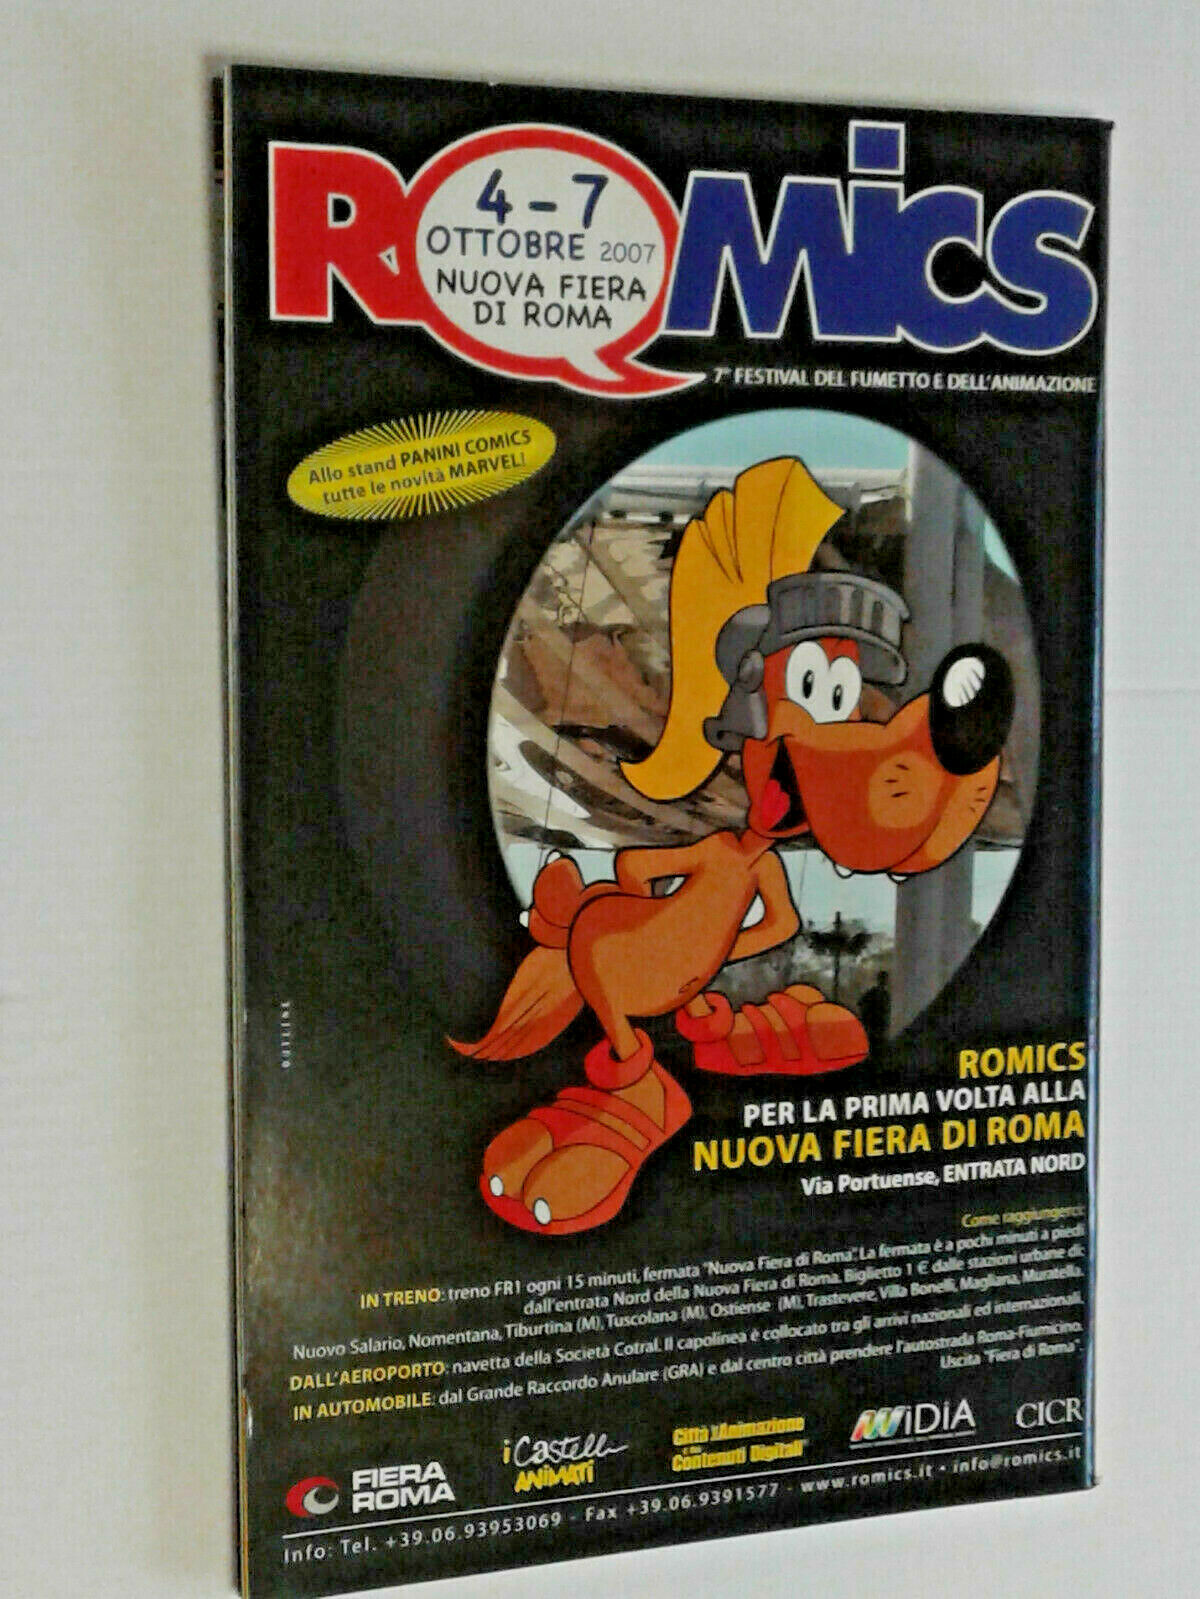 ROMICS
4 - 7
OTTOBRE 2007
NUOVA FIERA
DI ROMA
7° FESTIVAL DEL FUMETTO E DELL'ANIMAZIONE
Allo stand PANINI COMICS
tutte le novità MARVEL!
ROMICS
PER LA PRIMA VOLTA ALLA
NUOVA FIERA DI ROMA
Via Portuense, ENTRATA NORD
Come raggiungerci:
IN TRENO: treno FR1 ogni 15 minuti, fermata "Nuova Fiera di Roma". La fermata è a pochi minuti a piedi
dall'entrata Nord della Nuova Fiera di Roma. Biglietto 1 € dalle stazioni urbane di:
Nuovo Salario, Nomentana, Tiburtina (M), Tuscolana (M), Ostiense (M), Trastevere, Villa Bonelli, Magliana, Muratella.
DALL'AEROPORTO: navetta della Società Cotral. Il capolinea è collocato tra gli arrivi nazionali ed internazionali.
IN AUTOMOBILE: dal Grande Raccordo Anulare (GRA) e dal centro città prendere l'autostrada Roma-Fiumicino.
Uscita "Fiera di Roma".
FIERA
ROMA
i Castelli
ANIMATI
Città dell'Animazione
e dei
Contenuti Digitali
MIDIA
CICR
Info: Tel. +39.06.93953069 - Fax +39.06.9391577 - www.romics.it • info@romics.it